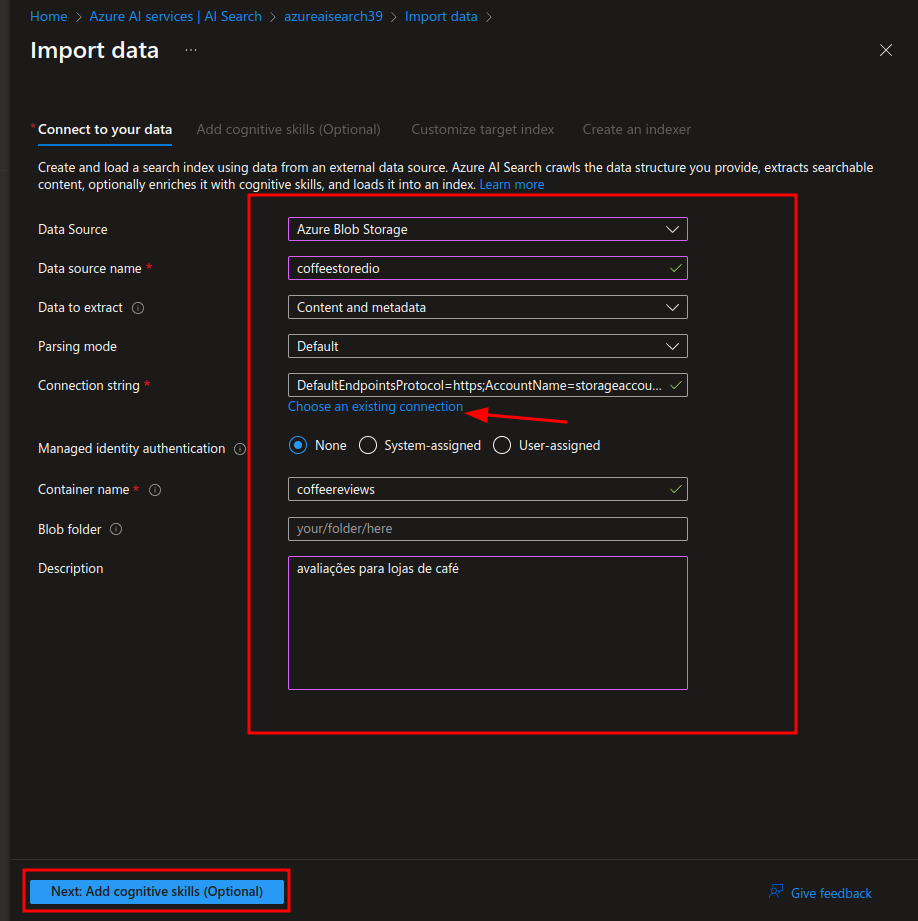 Home > Azure AI services | AI Search > azureaisearch39 > Import data >
Import data ...
* Connect to your data Add cognitive skills (Optional) Customize target index Create an indexer
Create and load a search index using data from an external data source. Azure AI Search crawls the data structure you provide, extracts searchable
content, optionally enriches it with cognitive skills, and loads it into an index. Learn more
Data Source Azure Blob Storage
Data source name * coffeestoredio
Data to extract Content and metadata
Parsing mode Default
Connection string * DefaultEndpointsProtocol=https;AccountName=storageaccou...
Choose an existing connection
Managed identity authentication None System-assigned User-assigned
Container name * coffeereviews
Blob folder your/folder/here
Description avaliações para lojas de café
Next: Add cognitive skills (Optional) Give feedback